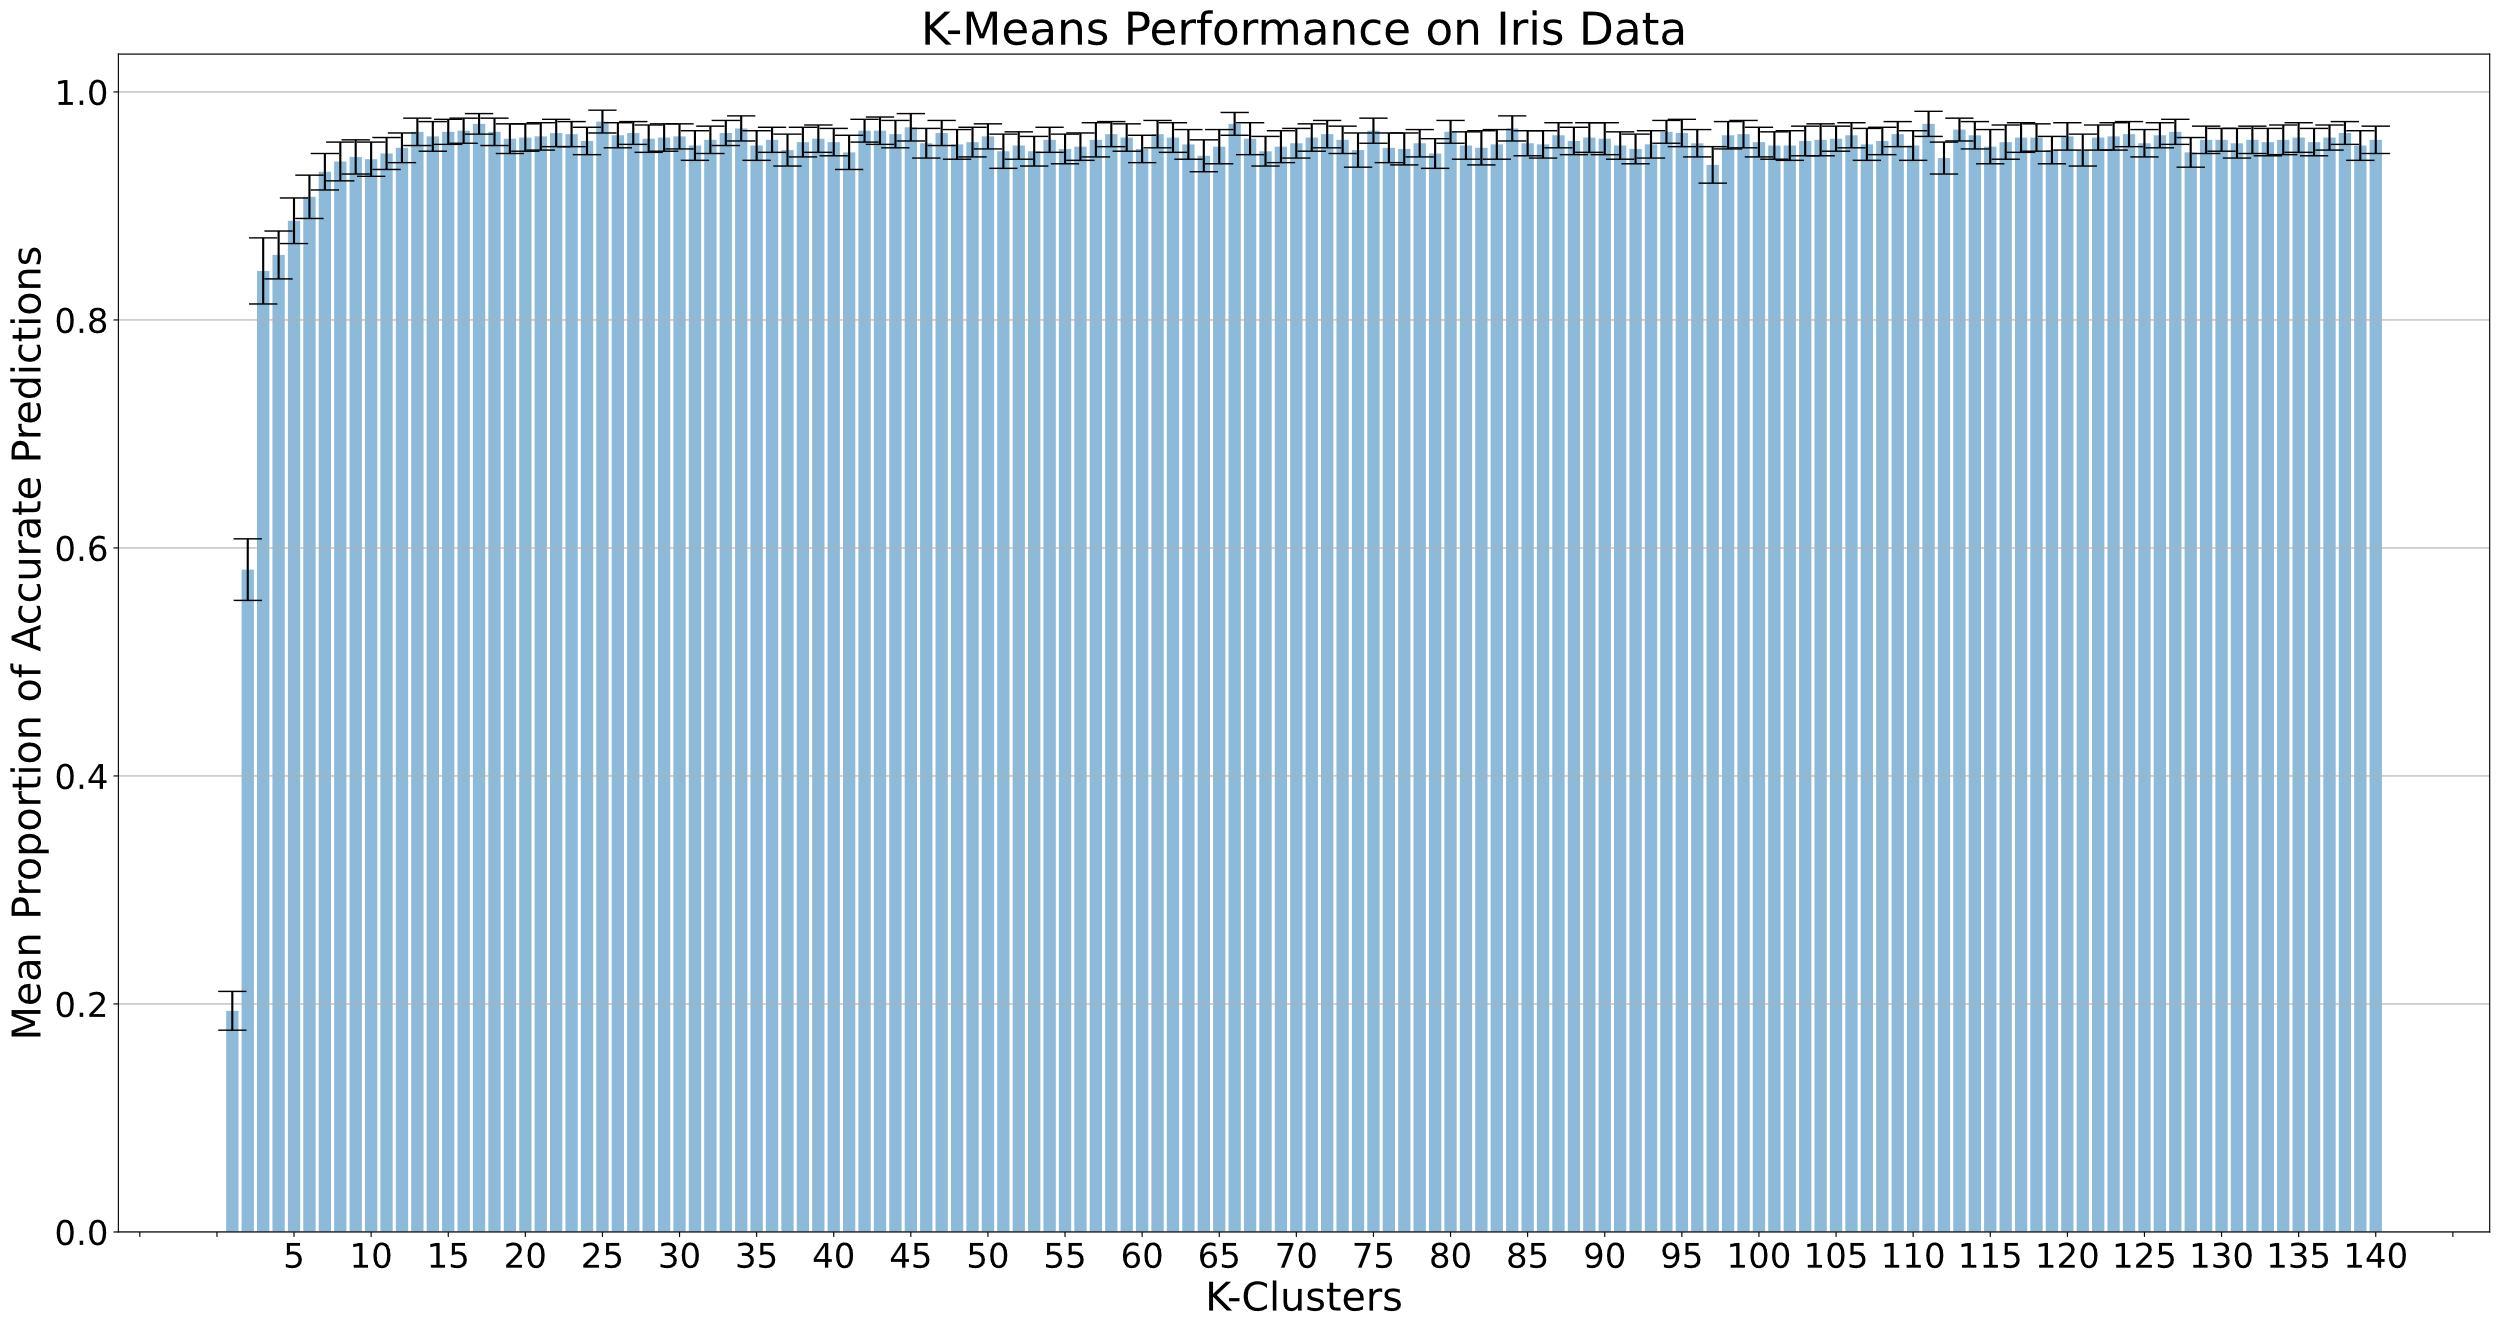 K-Means Performance on Iris Data
Mean Proportion of Accurate Predictions
1.0
0.8
0.6
0.4
0.2
0.0
5 10 15 20 25 30 35 40 45 50 55 60 65 70 75 80 85 90 95 100 105 110 115 120 125 130 135 140
K-Clusters